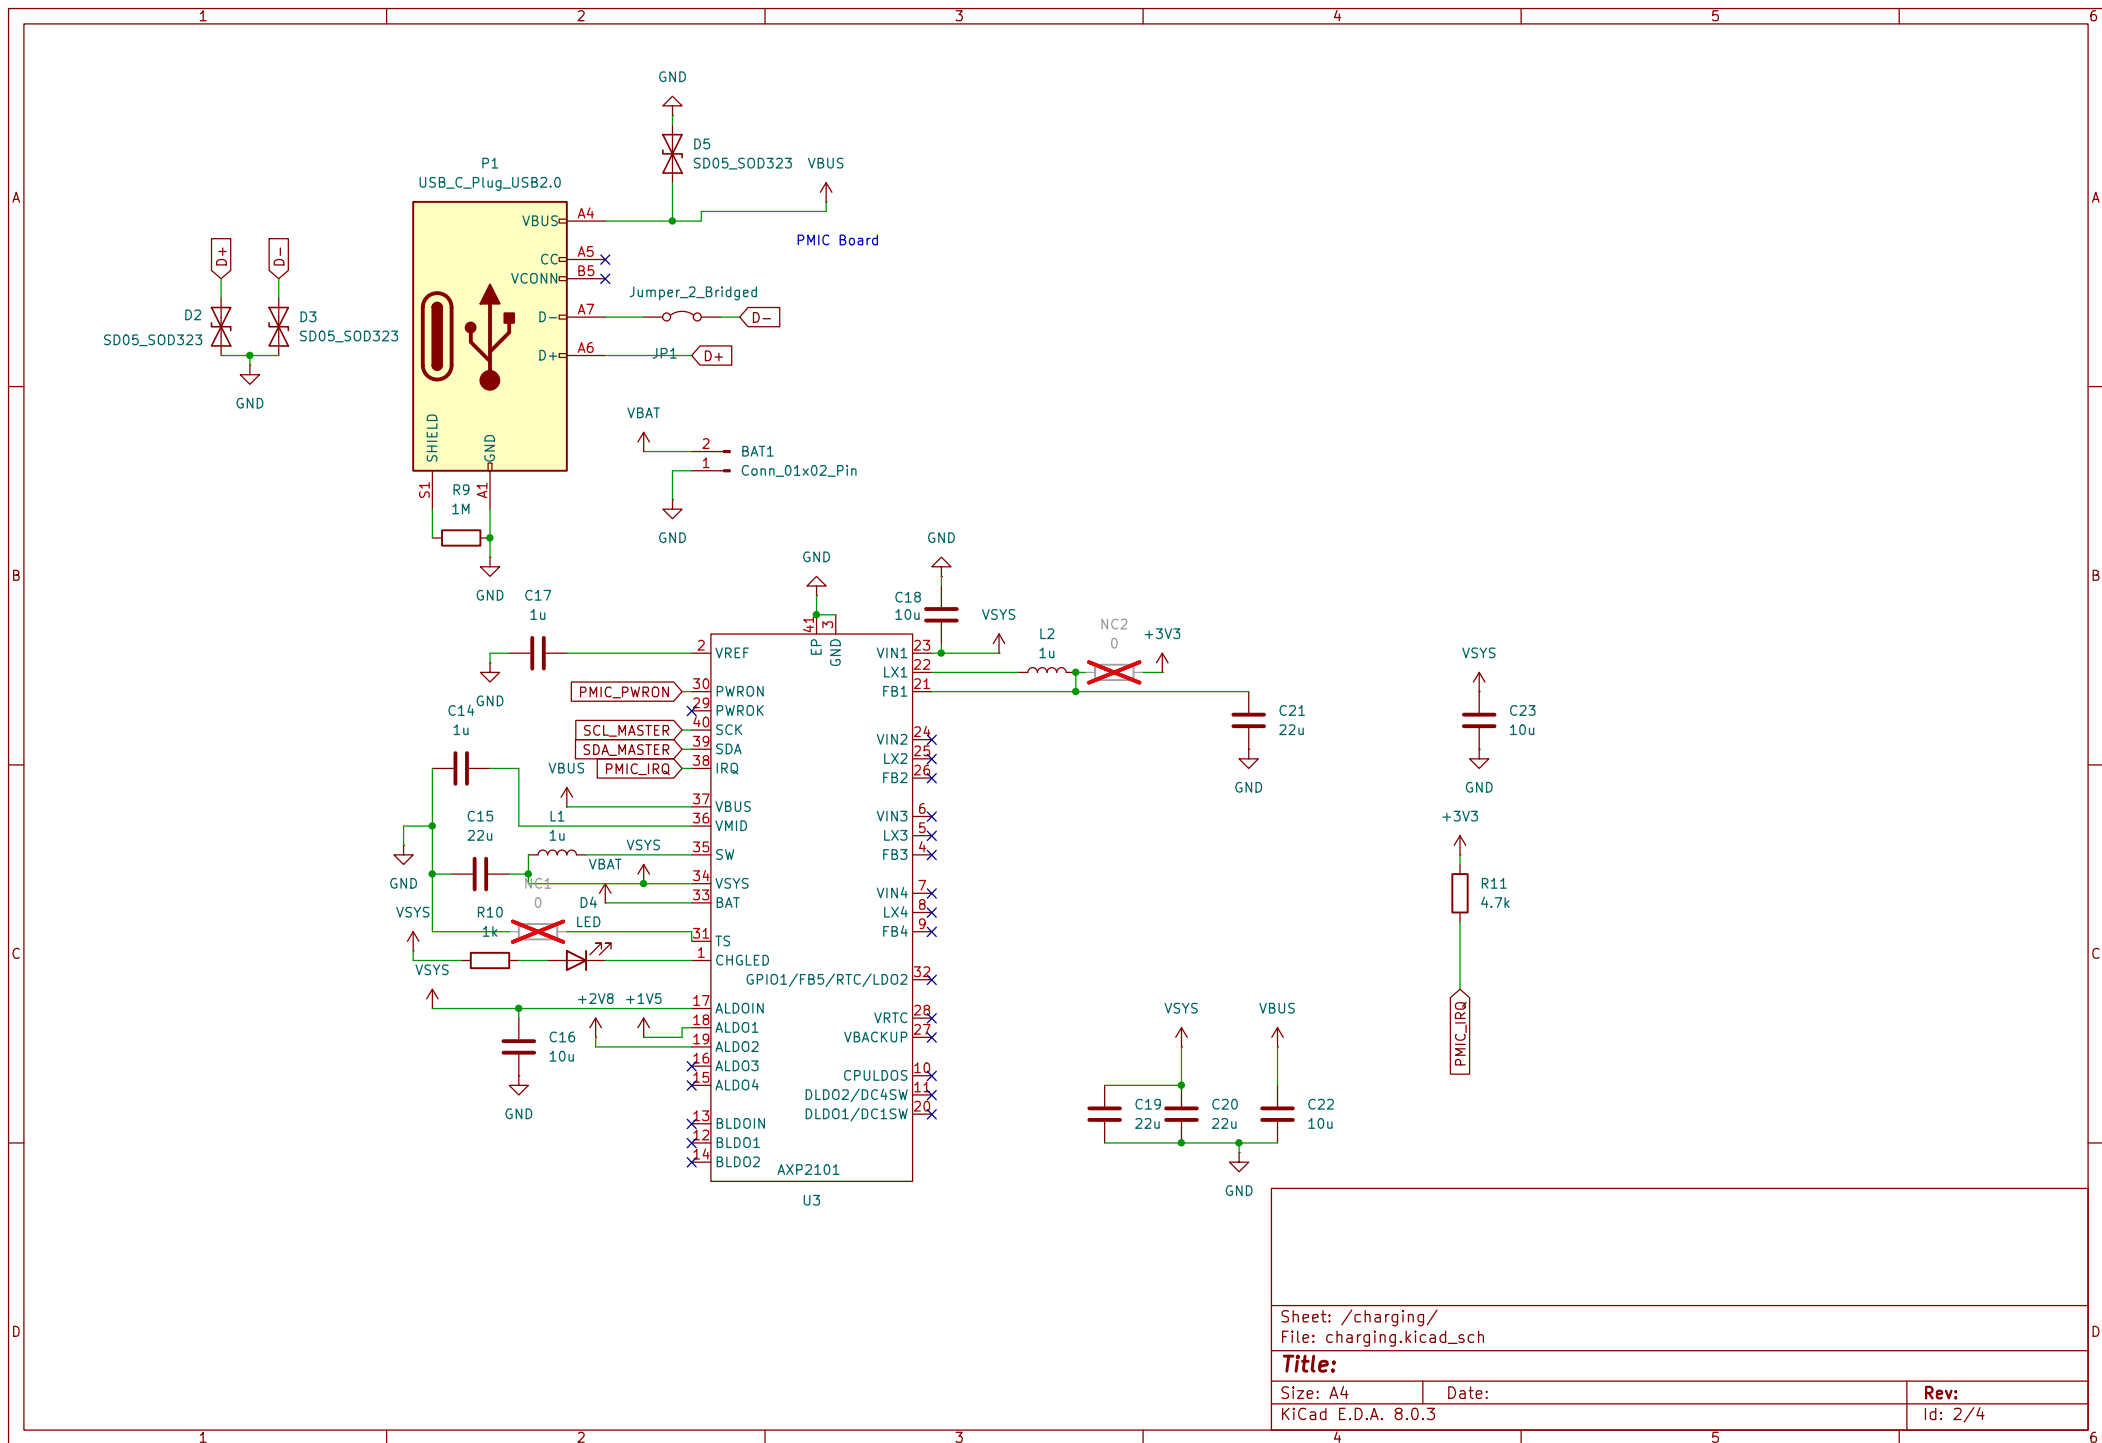 1 2 3 4 5 6
A
B
C
D
A
B
C
D
GND
D5
SD05_SOD323
VBUS
PMIC Board
P1
USB_C_Plug_USB2.0
VBUS A4
CC A5
VCONN B5
D- A7
D+ A6
SHIELD
GND
S1
A1
Jumper_2_Bridged
JP1
D-
D+
D+
D-
D2
SD05_SOD323
D3
SD05_SOD323
GND
VBAT
2
1
BAT1
Conn_01x02_Pin
GND
R9
1M
GND
C17
1u
GND
GND
41
3
EP
GND
GND
C18
10u
VSYS
L2
1u
NC2
0
+3V3
C21
22u
GND
VSYS
C23
10u
GND
+3V3
R11
4.7k
PMIC_IRQ
2 VREF
PMIC_PWRON
30 PWRON
29 PWROK
SCL_MASTER
40 SCK
SDA_MASTER
39 SDA
PMIC_IRQ
38 IRQ
C14
1u
VBUS
37 VBUS
36 VMID
C15
22u
L1
1u
35 SW
VSYS
VBAT
34 VSYS
33 BAT
GND
NC1
0
VSYS
R10
1k
D4
LED
31 TS
1 CHGLED
VSYS
+2V8
+1V5
17 ALDOIN
18 ALDO1
19 ALDO2
16 ALDO3
15 ALDO4
C16
10u
GND
13 BLDOIN
12 BLDO1
14 BLDO2
VIN1 23
LX1 22
FB1 21
VIN2 24
LX2 25
FB2 26
VIN3 6
LX3 5
FB3 4
VIN4 7
LX4 8
FB4 9
GPIO1/FB5/RTC/LDO2 32
VRTC 28
VBACKUP 27
CPULDOS 10
DLDO2/DC4SW 11
DLDO1/DC1SW 20
AXP2101
U3
VSYS
VBUS
C19
22u
C20
22u
C22
10u
GND
Sheet: /charging/
File: charging.kicad_sch
Title:
Size: A4 Date: Rev:
KiCad E.D.A. 8.0.3 Id: 2/4
1 2 3 4 5 6